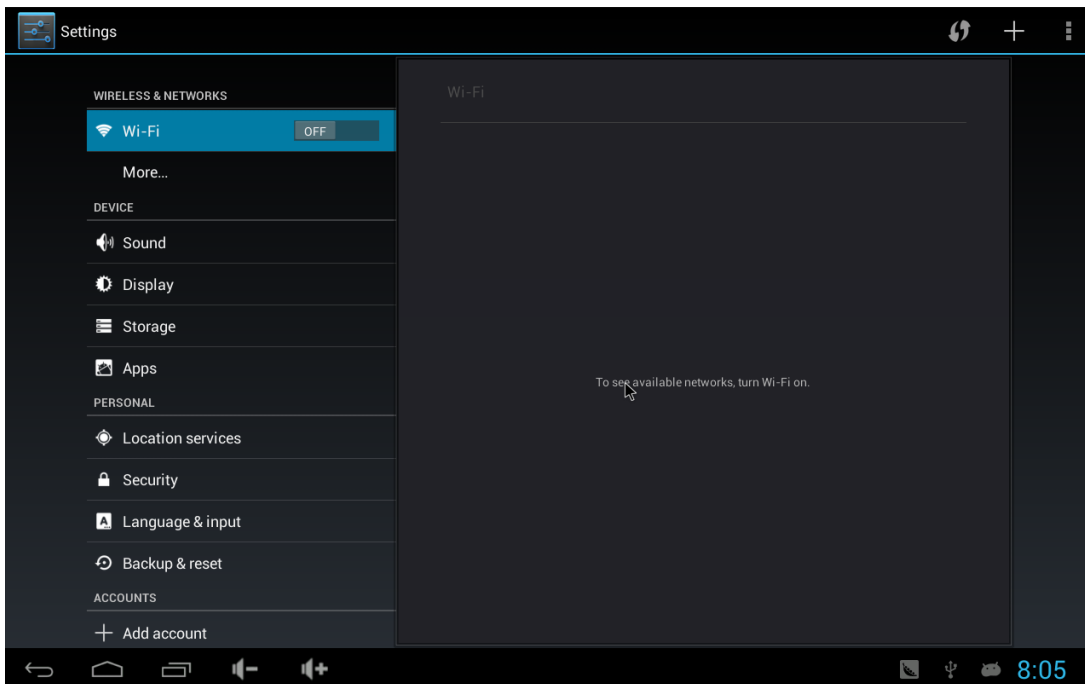 Settings
WIRELESS & NETWORKS
Wi-Fi
OFF
More...
DEVICE
Sound
Display
Storage
Apps
PERSONAL
Location services
Security
Language & input
Backup & reset
ACCOUNTS
Add account
Wi-Fi
To see available networks, turn Wi-Fi on.
8:05